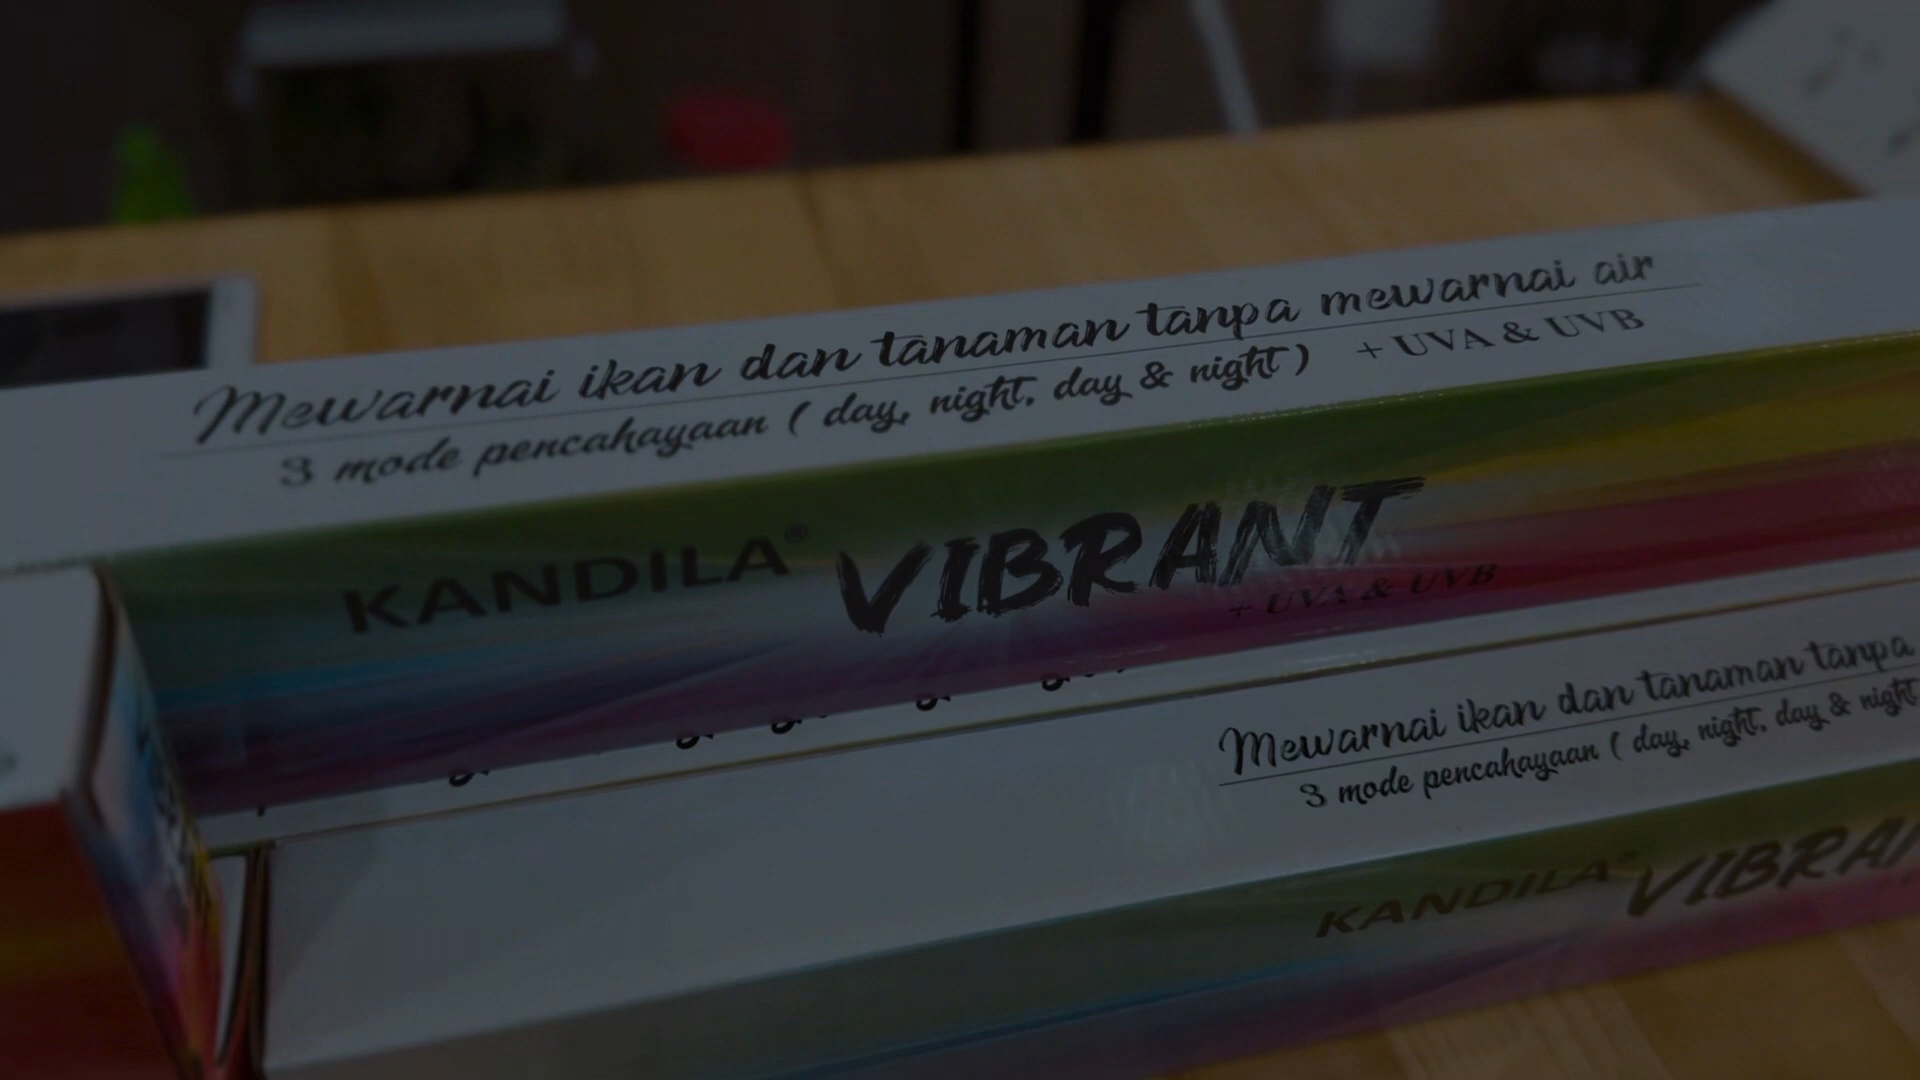 Mewarnai ikan dan tanaman tanpa mewarnai air
3 mode pencahayaan ( day, night, day & night ) + UVA & UVB
KANDILA® VIBRANT
+ UVA & UVB
Mewarnai ikan dan tanaman tanpa
3 mode pencahayaan ( day, night, day & night
KANDILA® VIBRAN